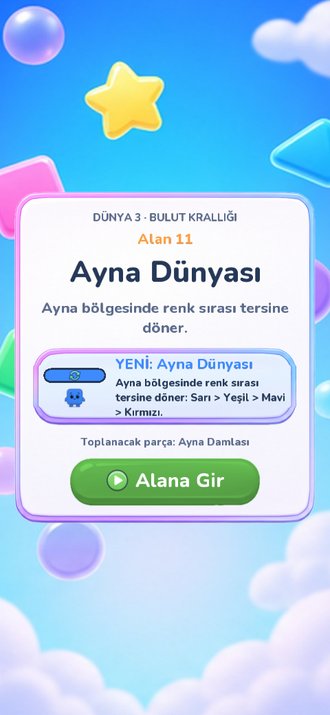 DÜNYA 3 · BULUT KRALLIĞI
Alan 11
Ayna Dünyası
Ayna bölgesinde renk sırası tersine
döner.
YENİ: Ayna Dünyası
Ayna bölgesinde renk sırası
tersine döner: Sarı > Yeşil > Mavi
> Kırmızı.
Toplanacak parça: Ayna Damlası
Alana Gir